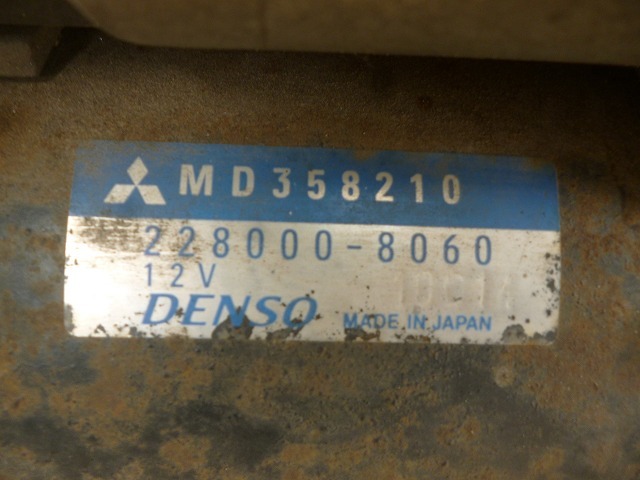 MD358210
228000-8060
12V
DENSO MADE IN JAPAN